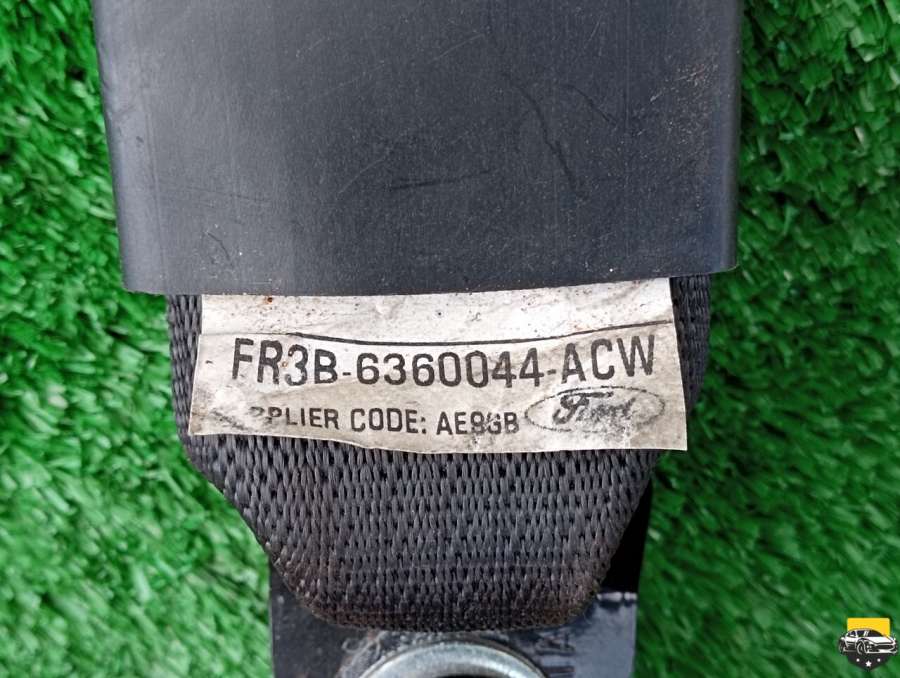 FR3B-6360044-ACW
PPLIER CODE: AE8GB Ford